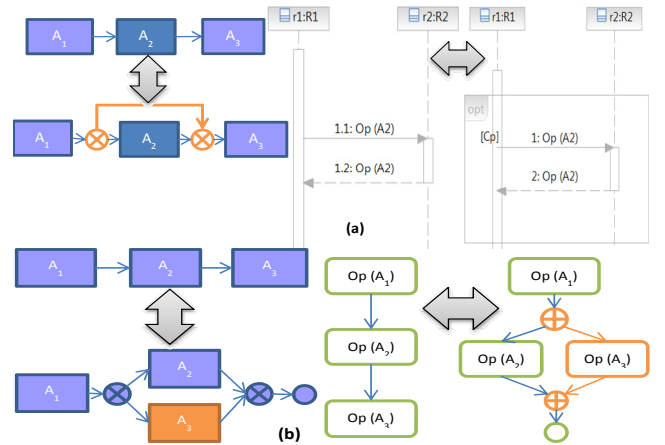 A1 A2 A3
r1:R1 r2:R2 r1:R1 r2:R2
A1 A2 A3
opt
[Cp]
1.1: Op (A2) 1: Op (A2)
1.2: Op (A2) 2: Op (A2)
(a)
A1 A2 A3
Op (A1) Op (A1)
Op (A2) Op (A2) Op (A3)
A1 A2
A3
Op (A3)
(b)